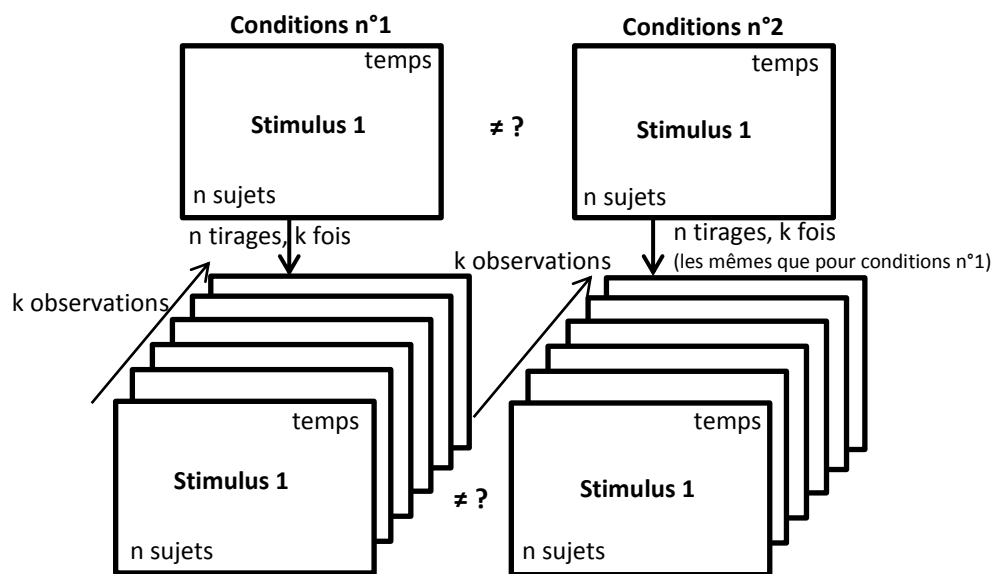 Conditions n°1
Conditions n°2
temps
temps
Stimulus 1
≠ ?
Stimulus 1
n sujets
n sujets
n tirages, k fois
n tirages, k fois
(les mêmes que pour conditions n°1)
k observations
k observations
temps
temps
Stimulus 1
≠ ?
Stimulus 1
n sujets
n sujets